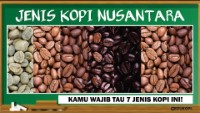 JENIS KOPI NUSANTARA
KAMU WAJIB TAU 7 JENIS KOPI INI!